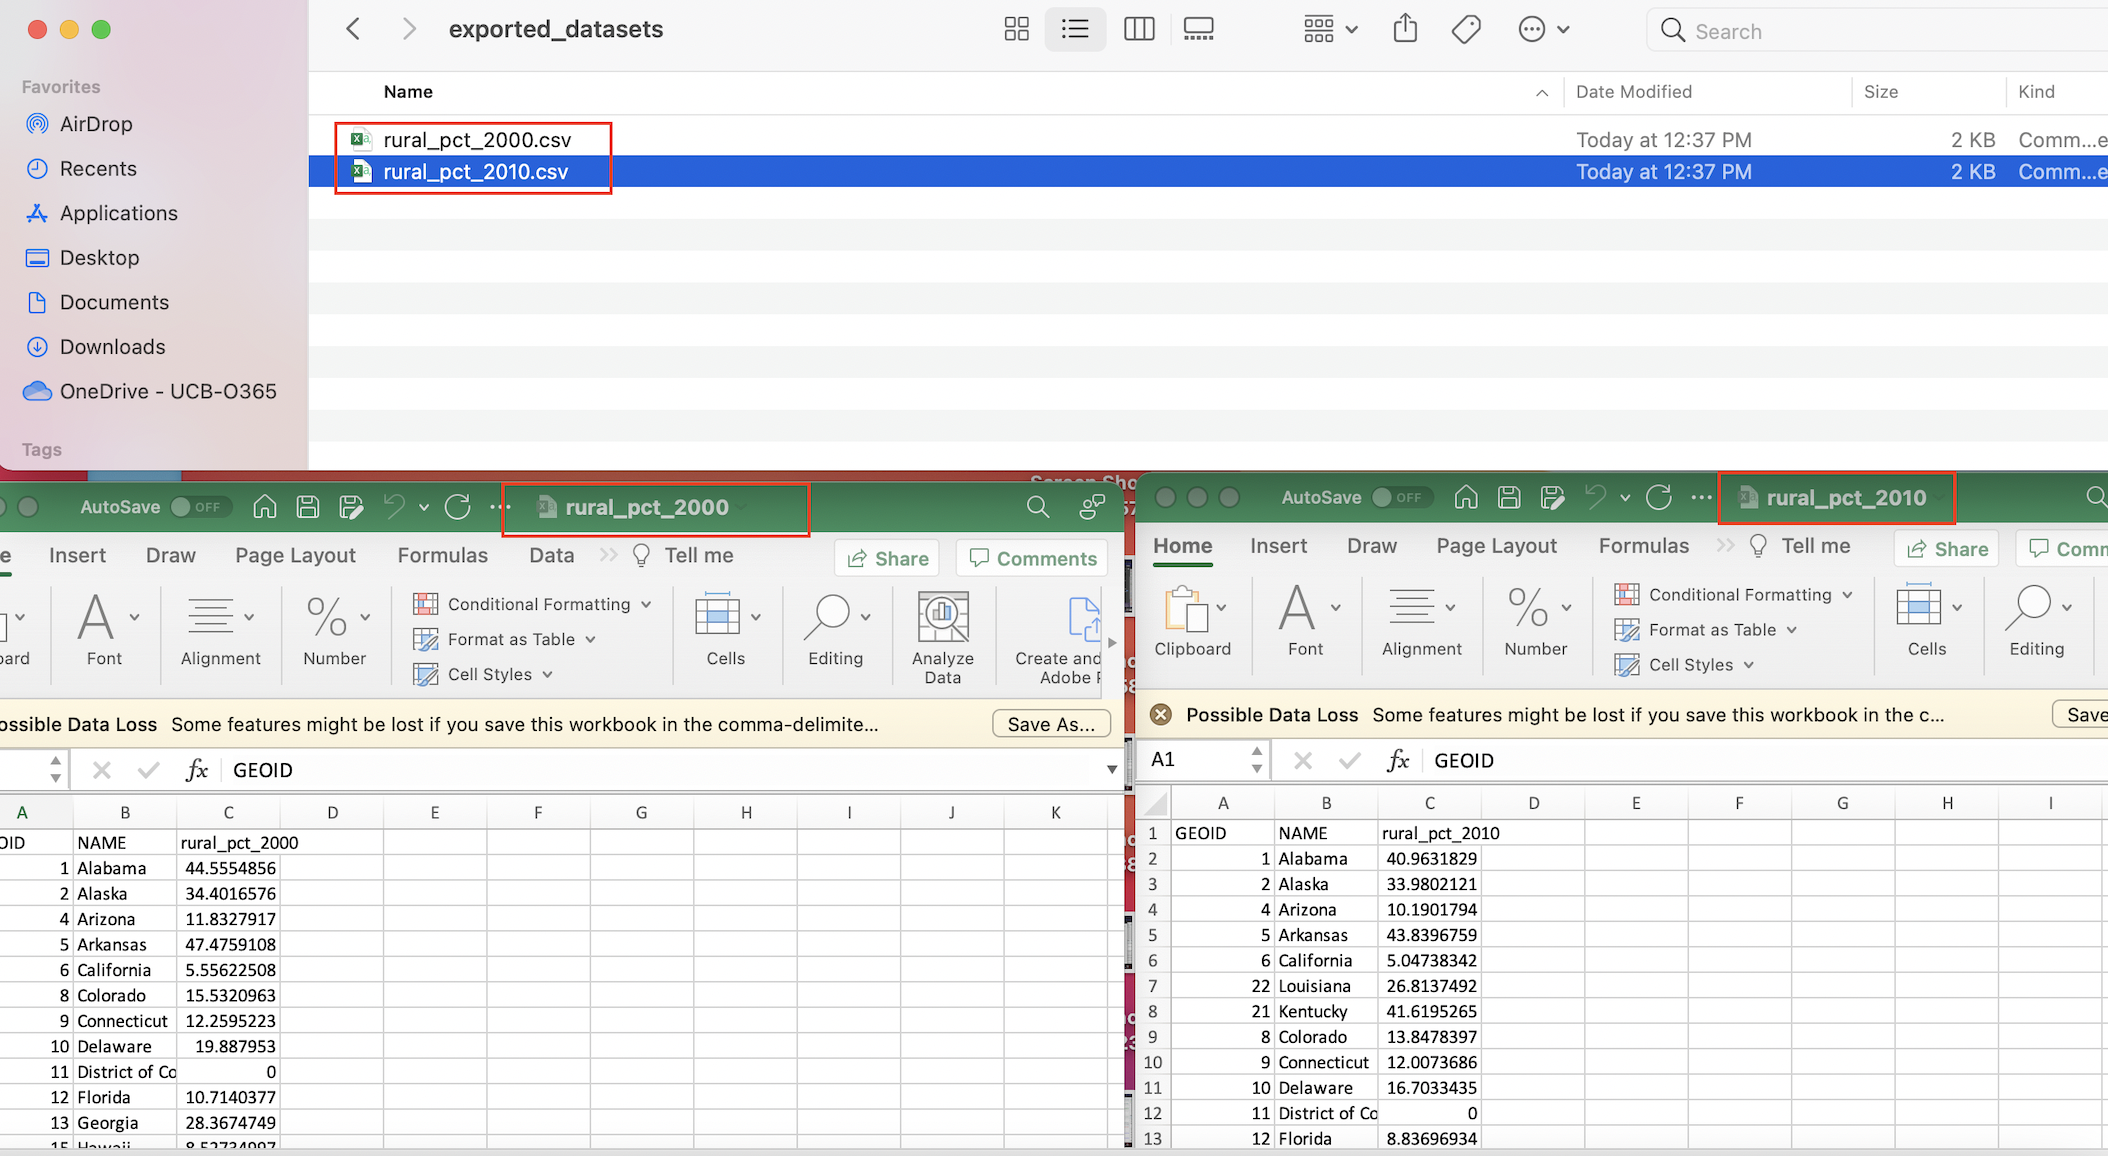 exported_datasets
Search
Favorites
AirDrop
Recents
Applications
Desktop
Documents
Downloads
OneDrive - UCB-O365
Tags
Name Date Modified Size Kind
rural_pct_2000.csv Today at 12:37 PM 2 KB Comm...e
rural_pct_2010.csv Today at 12:37 PM 2 KB Comm...e
Screen Sho
AutoSave OFF rural_pct_2000
e Insert Draw Page Layout Formulas Data Tell me Share Comments
ard Font Alignment Number
Conditional Formatting
Format as Table
Cell Styles
Cells Editing Analyze
Data
Create and
Adobe P
ossible Data Loss Some features might be lost if you save this workbook in the comma-delimite... Save As...
fx GEOID
A B C D E F G H I J K
OID NAME rural_pct_2000
1 Alabama 44.5554856
2 Alaska 34.4016576
4 Arizona 11.8327917
5 Arkansas 47.4759108
6 California 5.55622508
8 Colorado 15.5320963
9 Connecticut 12.2595223
10 Delaware 19.887953
11 District of Co 0
12 Florida 10.7140377
13 Georgia 28.3674749
15 Hawaii 8.52734997
AutoSave OFF rural_pct_2010
Home Insert Draw Page Layout Formulas Tell me Share Comm
Clipboard Font Alignment Number
Conditional Formatting
Format as Table
Cell Styles
Cells Editing
Possible Data Loss Some features might be lost if you save this workbook in the c... Save
A1 fx GEOID
A B C D E F G H I
1 GEOID NAME rural_pct_2010
2 1 Alabama 40.9631829
3 2 Alaska 33.9802121
4 4 Arizona 10.1901794
5 5 Arkansas 43.8396759
6 6 California 5.04738342
7 22 Louisiana 26.8137492
8 21 Kentucky 41.6195265
9 8 Colorado 13.8478397
10 9 Connecticut 12.0073686
11 10 Delaware 16.7033435
12 11 District of Co 0
13 12 Florida 8.83696934